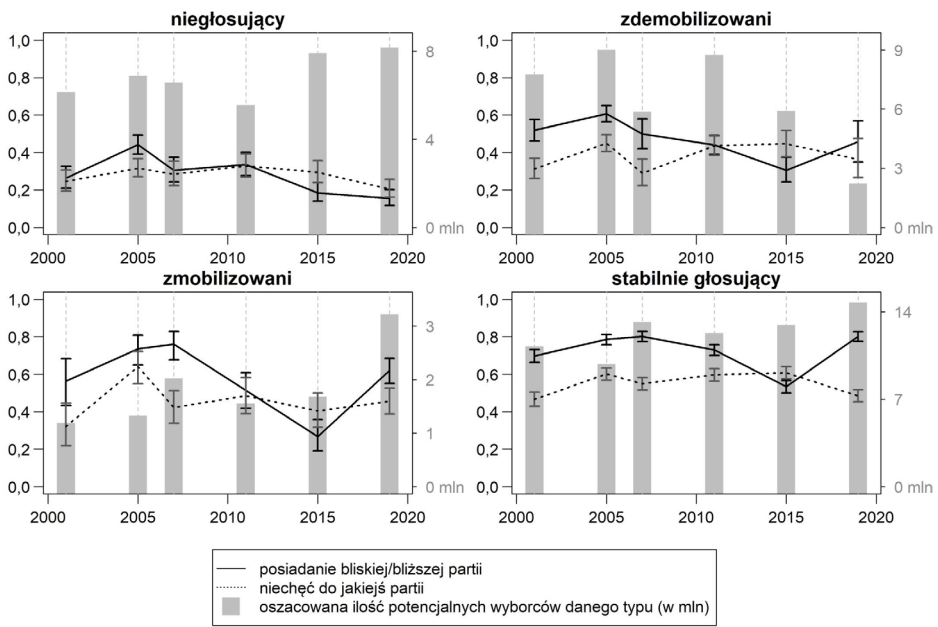 niegłosujący
1,0
0,8
0,6
0,4
0,2
0,0
8
4
0 mln
2000 2005 2010 2015 2020
zdemobilizowani
1,0
0,8
0,6
0,4
0,2
0,0
9
6
3
0 mln
2000 2005 2010 2015 2020
zmobilizowani
1,0
0,8
0,6
0,4
0,2
0,0
3
2
1
0 mln
2000 2005 2010 2015 2020
stabilnie głosujący
1,0
0,8
0,6
0,4
0,2
0,0
14
7
0 mln
2000 2005 2010 2015 2020
posiadanie bliskiej/bliższej partii
niechęć do jakiejś partii
oszacowana ilość potencjalnych wyborców danego typu (w mln)